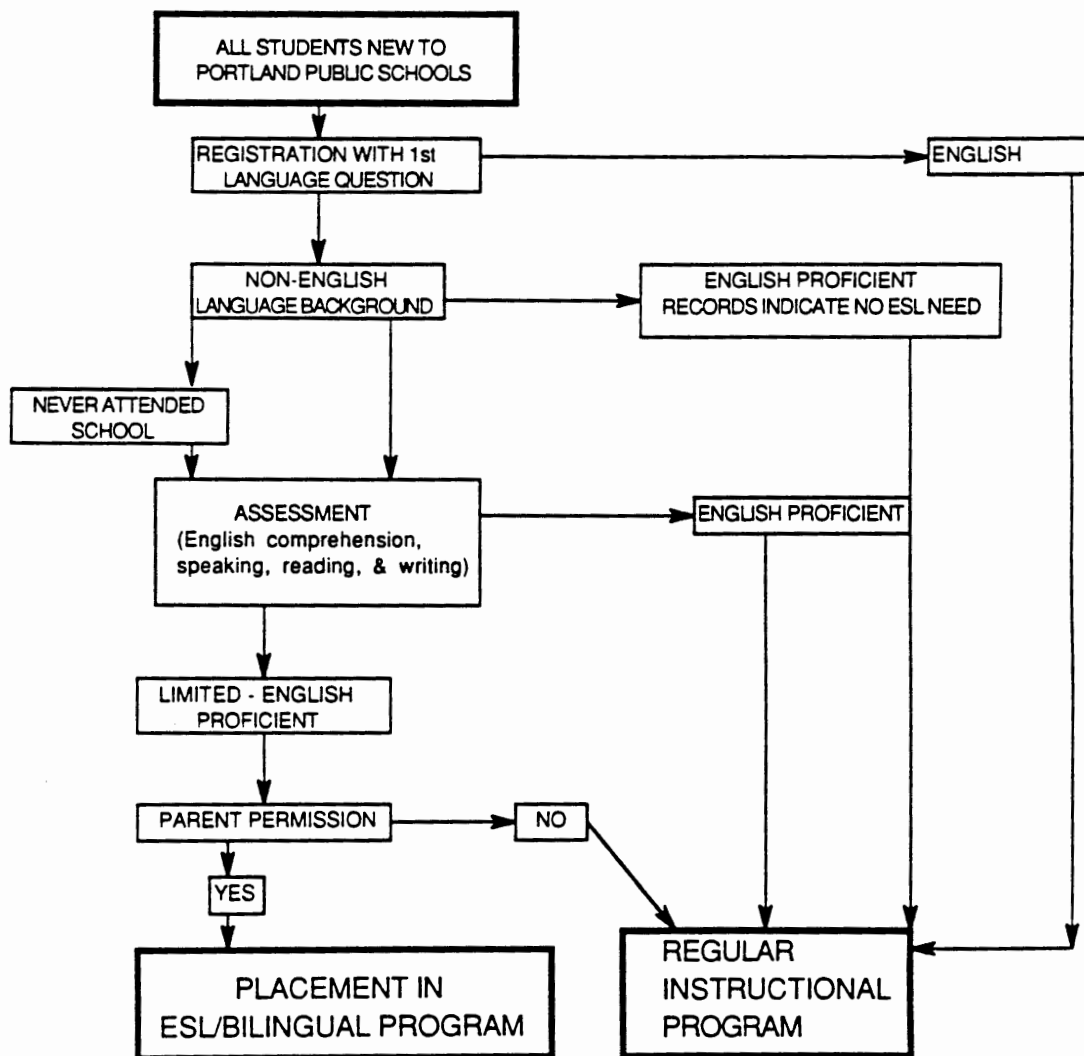 ALL STUDENTS NEW TO
PORTLAND PUBLIC SCHOOLS
REGISTRATION WITH 1st
LANGUAGE QUESTION
ENGLISH
NON-ENGLISH
LANGUAGE BACKGROUND
ENGLISH PROFICIENT
RECORDS INDICATE NO ESL NEED
NEVER ATTENDED
SCHOOL
ASSESSMENT
(English comprehension,
speaking, reading, & writing)
ENGLISH PROFICIENT
LIMITED - ENGLISH
PROFICIENT
PARENT PERMISSION
NO
YES
PLACEMENT IN
ESL/BILINGUAL PROGRAM
REGULAR
INSTRUCTIONAL
PROGRAM